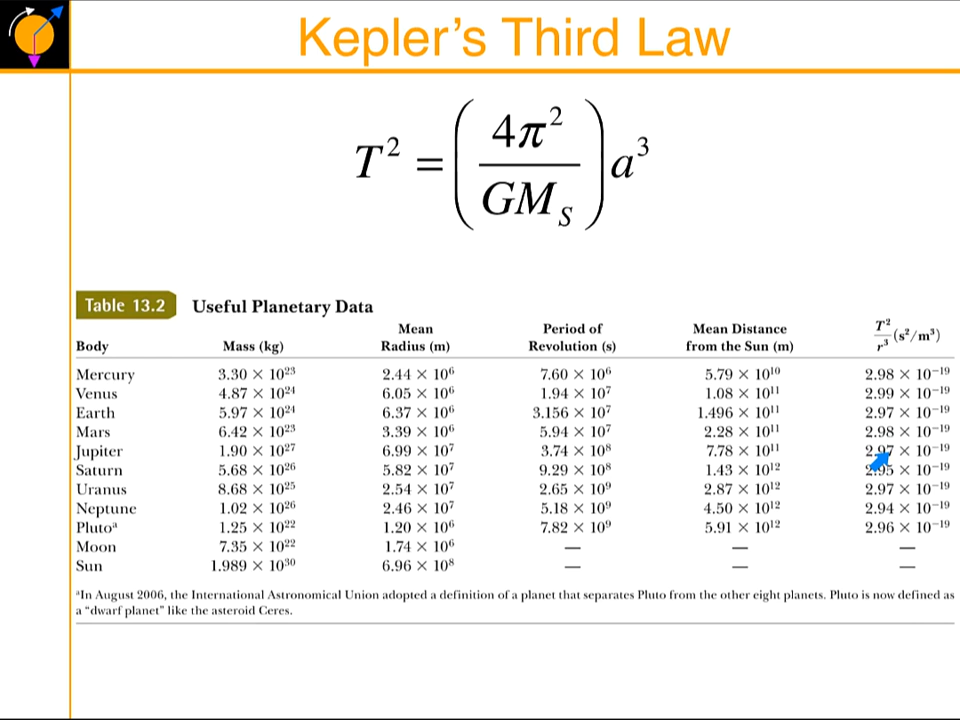 Kepler's Third Law
T² = (4π² / GM_S) a³
Table 13.2 Useful Planetary Data
Body Mass (kg) Mean Radius (m) Period of Revolution (s) Mean Distance from the Sun (m) T²/r³ (s²/m³)
Mercury 3.30 × 10²³ 2.44 × 10⁶ 7.60 × 10⁶ 5.79 × 10¹⁰ 2.98 × 10⁻¹⁹
Venus 4.87 × 10²⁴ 6.05 × 10⁶ 1.94 × 10⁷ 1.08 × 10¹¹ 2.99 × 10⁻¹⁹
Earth 5.97 × 10²⁴ 6.37 × 10⁶ 3.156 × 10⁷ 1.496 × 10¹¹ 2.97 × 10⁻¹⁹
Mars 6.42 × 10²³ 3.39 × 10⁶ 5.94 × 10⁷ 2.28 × 10¹¹ 2.98 × 10⁻¹⁹
Jupiter 1.90 × 10²⁷ 6.99 × 10⁷ 3.74 × 10⁸ 7.78 × 10¹¹ 2.97 × 10⁻¹⁹
Saturn 5.68 × 10²⁶ 5.82 × 10⁷ 9.29 × 10⁸ 1.43 × 10¹² 2.95 × 10⁻¹⁹
Uranus 8.68 × 10²⁵ 2.54 × 10⁷ 2.65 × 10⁹ 2.87 × 10¹² 2.97 × 10⁻¹⁹
Neptune 1.02 × 10²⁶ 2.46 × 10⁷ 5.18 × 10⁹ 4.50 × 10¹² 2.94 × 10⁻¹⁹
Plutoᵃ 1.25 × 10²² 1.20 × 10⁶ 7.82 × 10⁹ 5.91 × 10¹² 2.96 × 10⁻¹⁹
Moon 7.35 × 10²² 1.74 × 10⁶ — — —
Sun 1.989 × 10³⁰ 6.96 × 10⁸ — — —
ᵃIn August 2006, the International Astronomical Union adopted a definition of a planet that separates Pluto from the other eight planets. Pluto is now defined as
a "dwarf planet" like the asteroid Ceres.